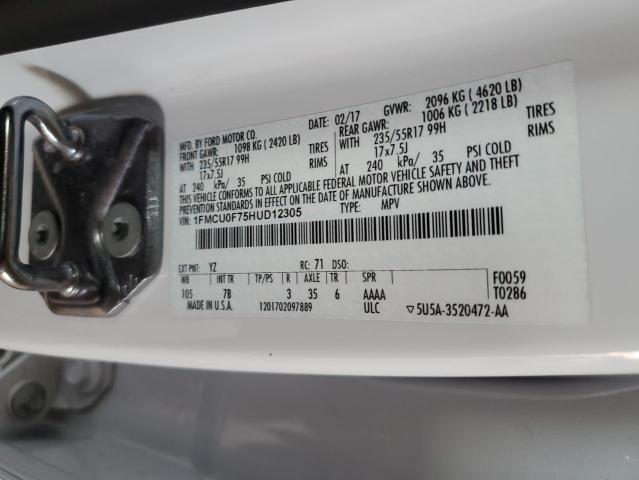 MFD. BY FORD MOTOR CO.
DATE: 02/17 GVWR: 2096 KG ( 4620 LB)
FRONT GAWR: 1098 KG ( 2420 LB) REAR GAWR: 1006 KG ( 2218 LB)
WITH 235/55R17 99H TIRES WITH 235/55R17 99H TIRES
17x7.5J RIMS 17x7.5J RIMS
AT 240 kPa/ 35 PSI COLD AT 240 kPa/ 35 PSI COLD
THIS VEHICLE CONFORMS TO ALL APPLICABLE FEDERAL MOTOR VEHICLE SAFETY AND THEFT
PREVENTION STANDARDS IN EFFECT ON THE DATE OF MANUFACTURE SHOWN ABOVE.
VIN: 1FMCU0F75HUD12305 TYPE: MPV
EXT PNT: YZ RC: 71 DSO:
WB INT TR TP/PS R AXLE TR SPR F0059
105 7B 3 35 6 AAAA T0286
MADE IN U.S.A. 1201702097889 ULC ▽5U5A-3520472-AA